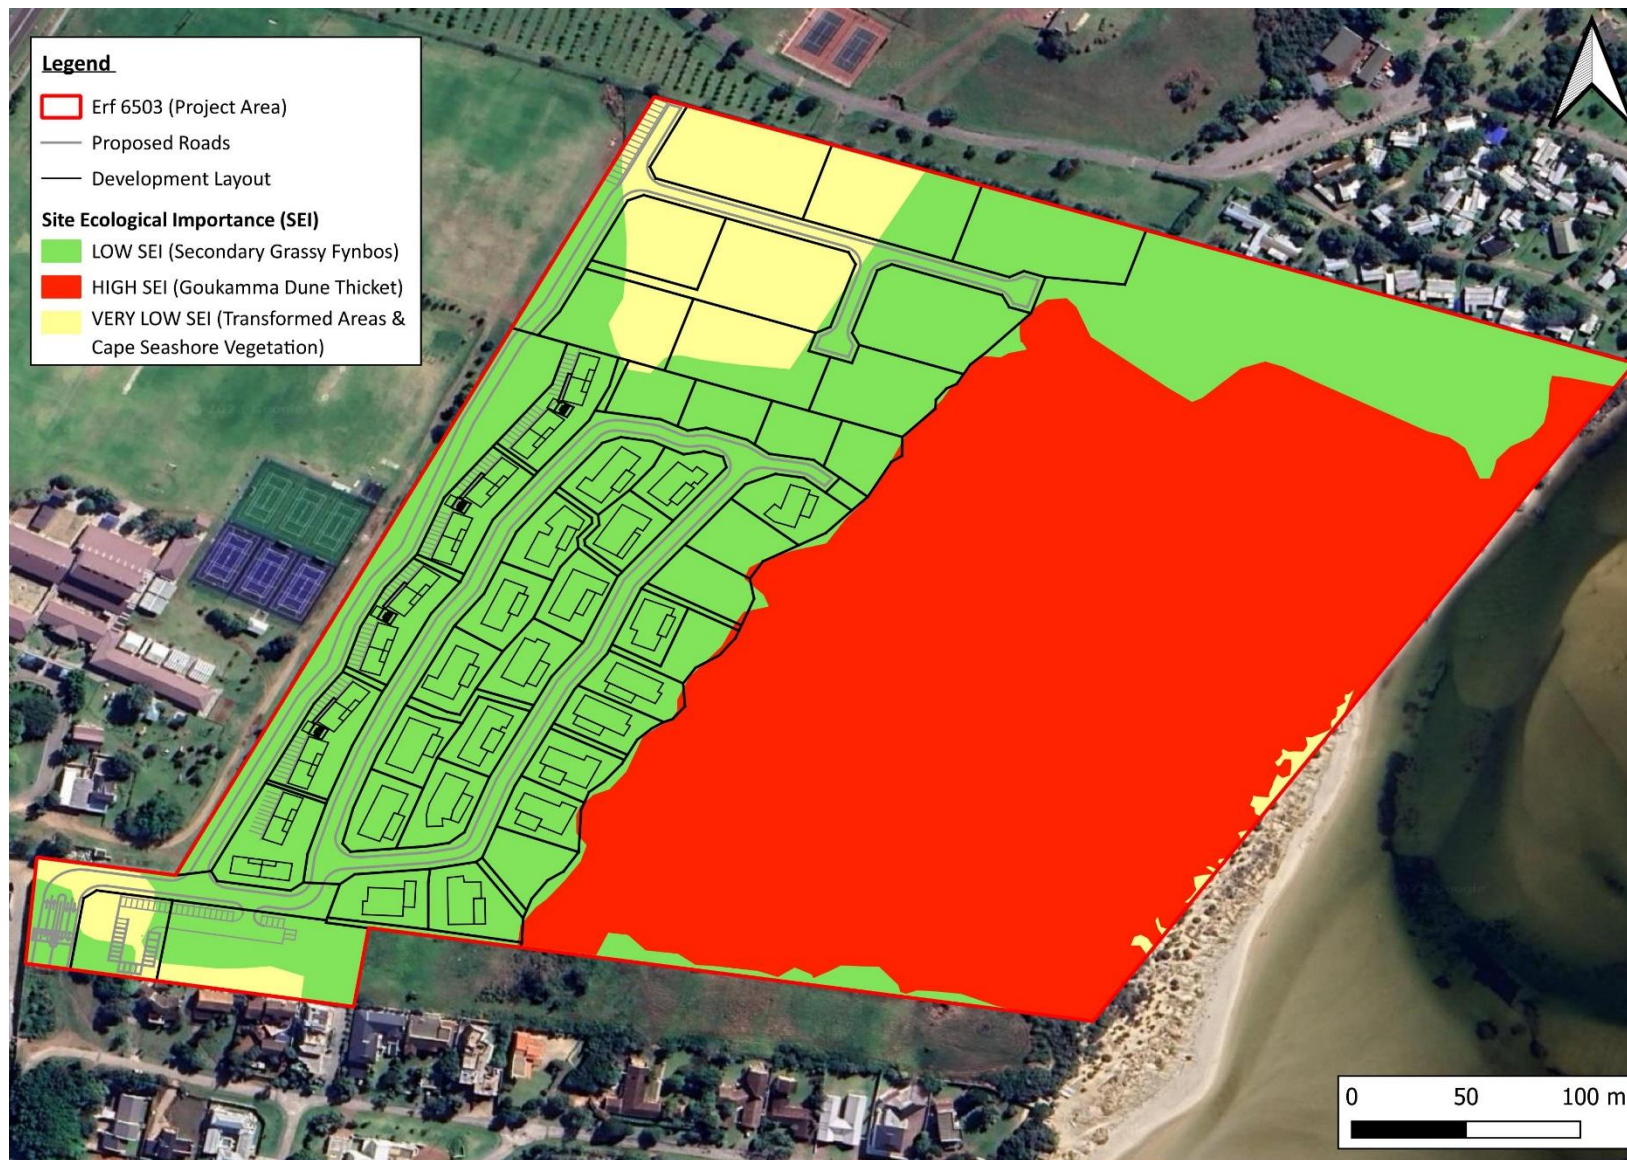 Legend
Erf 6503 (Project Area)
Proposed Roads
Development Layout
Site Ecological Importance (SEI)
LOW SEI (Secondary Grassy Fynbos)
HIGH SEI (Goukamma Dune Thicket)
VERY LOW SEI (Transformed Areas &
Cape Seashore Vegetation)
0 50 100 m